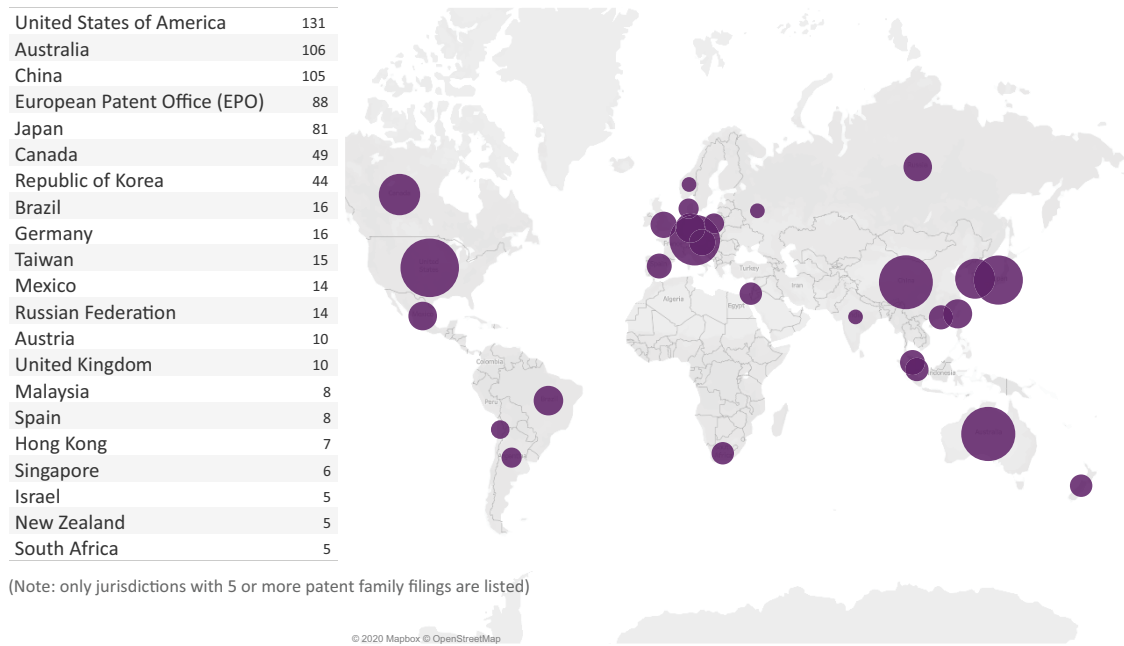 United States of America 131
Australia 106
China 105
European Patent Office (EPO) 88
Japan 81
Canada 49
Republic of Korea 44
Brazil 16
Germany 16
Taiwan 15
Mexico 14
Russian Federation 14
Austria 10
United Kingdom 10
Malaysia 8
Spain 8
Hong Kong 7
Singapore 6
Israel 5
New Zealand 5
South Africa 5
(Note: only jurisdictions with 5 or more patent family filings are listed)
Turkey
Iran
Algeria
Egypt
Colombia
Peru
© 2020 Mapbox © OpenStreetMap